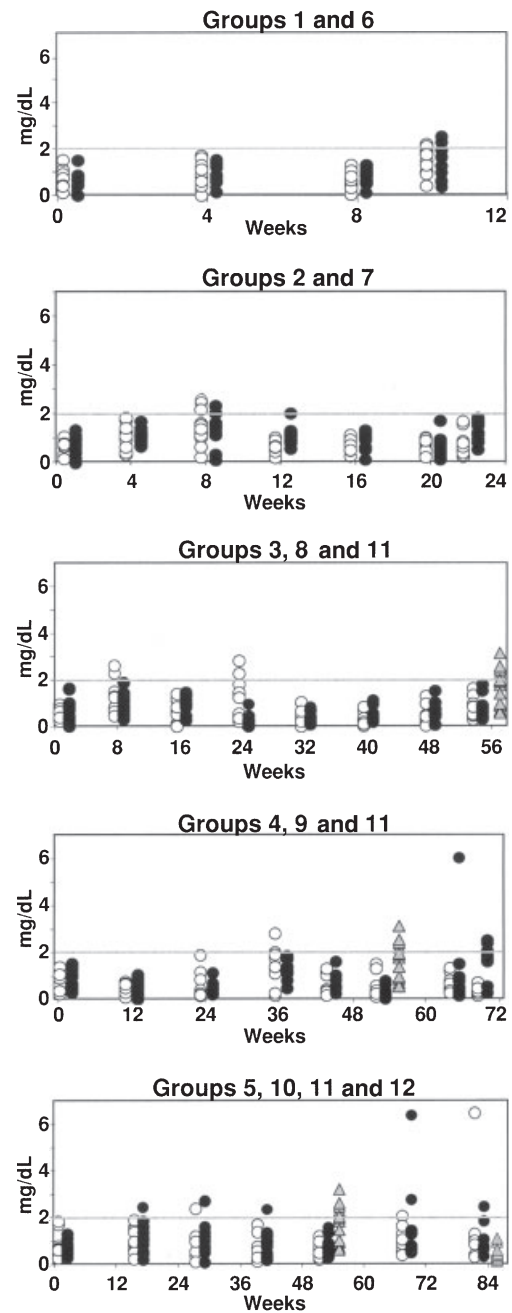 Groups 1 and 6
mg/dL
6
4
2
0
0 4 8 12
Weeks
Groups 2 and 7
mg/dL
6
4
2
0
0 4 8 12 16 20 24
Weeks
Groups 3, 8 and 11
mg/dL
6
4
2
0
0 8 16 24 32 40 48 56
Weeks
Groups 4, 9 and 11
mg/dL
6
4
2
0
0 12 24 36 48 60 72
Weeks
Groups 5, 10, 11 and 12
mg/dL
6
4
2
0
0 12 24 36 48 60 72 84
Weeks